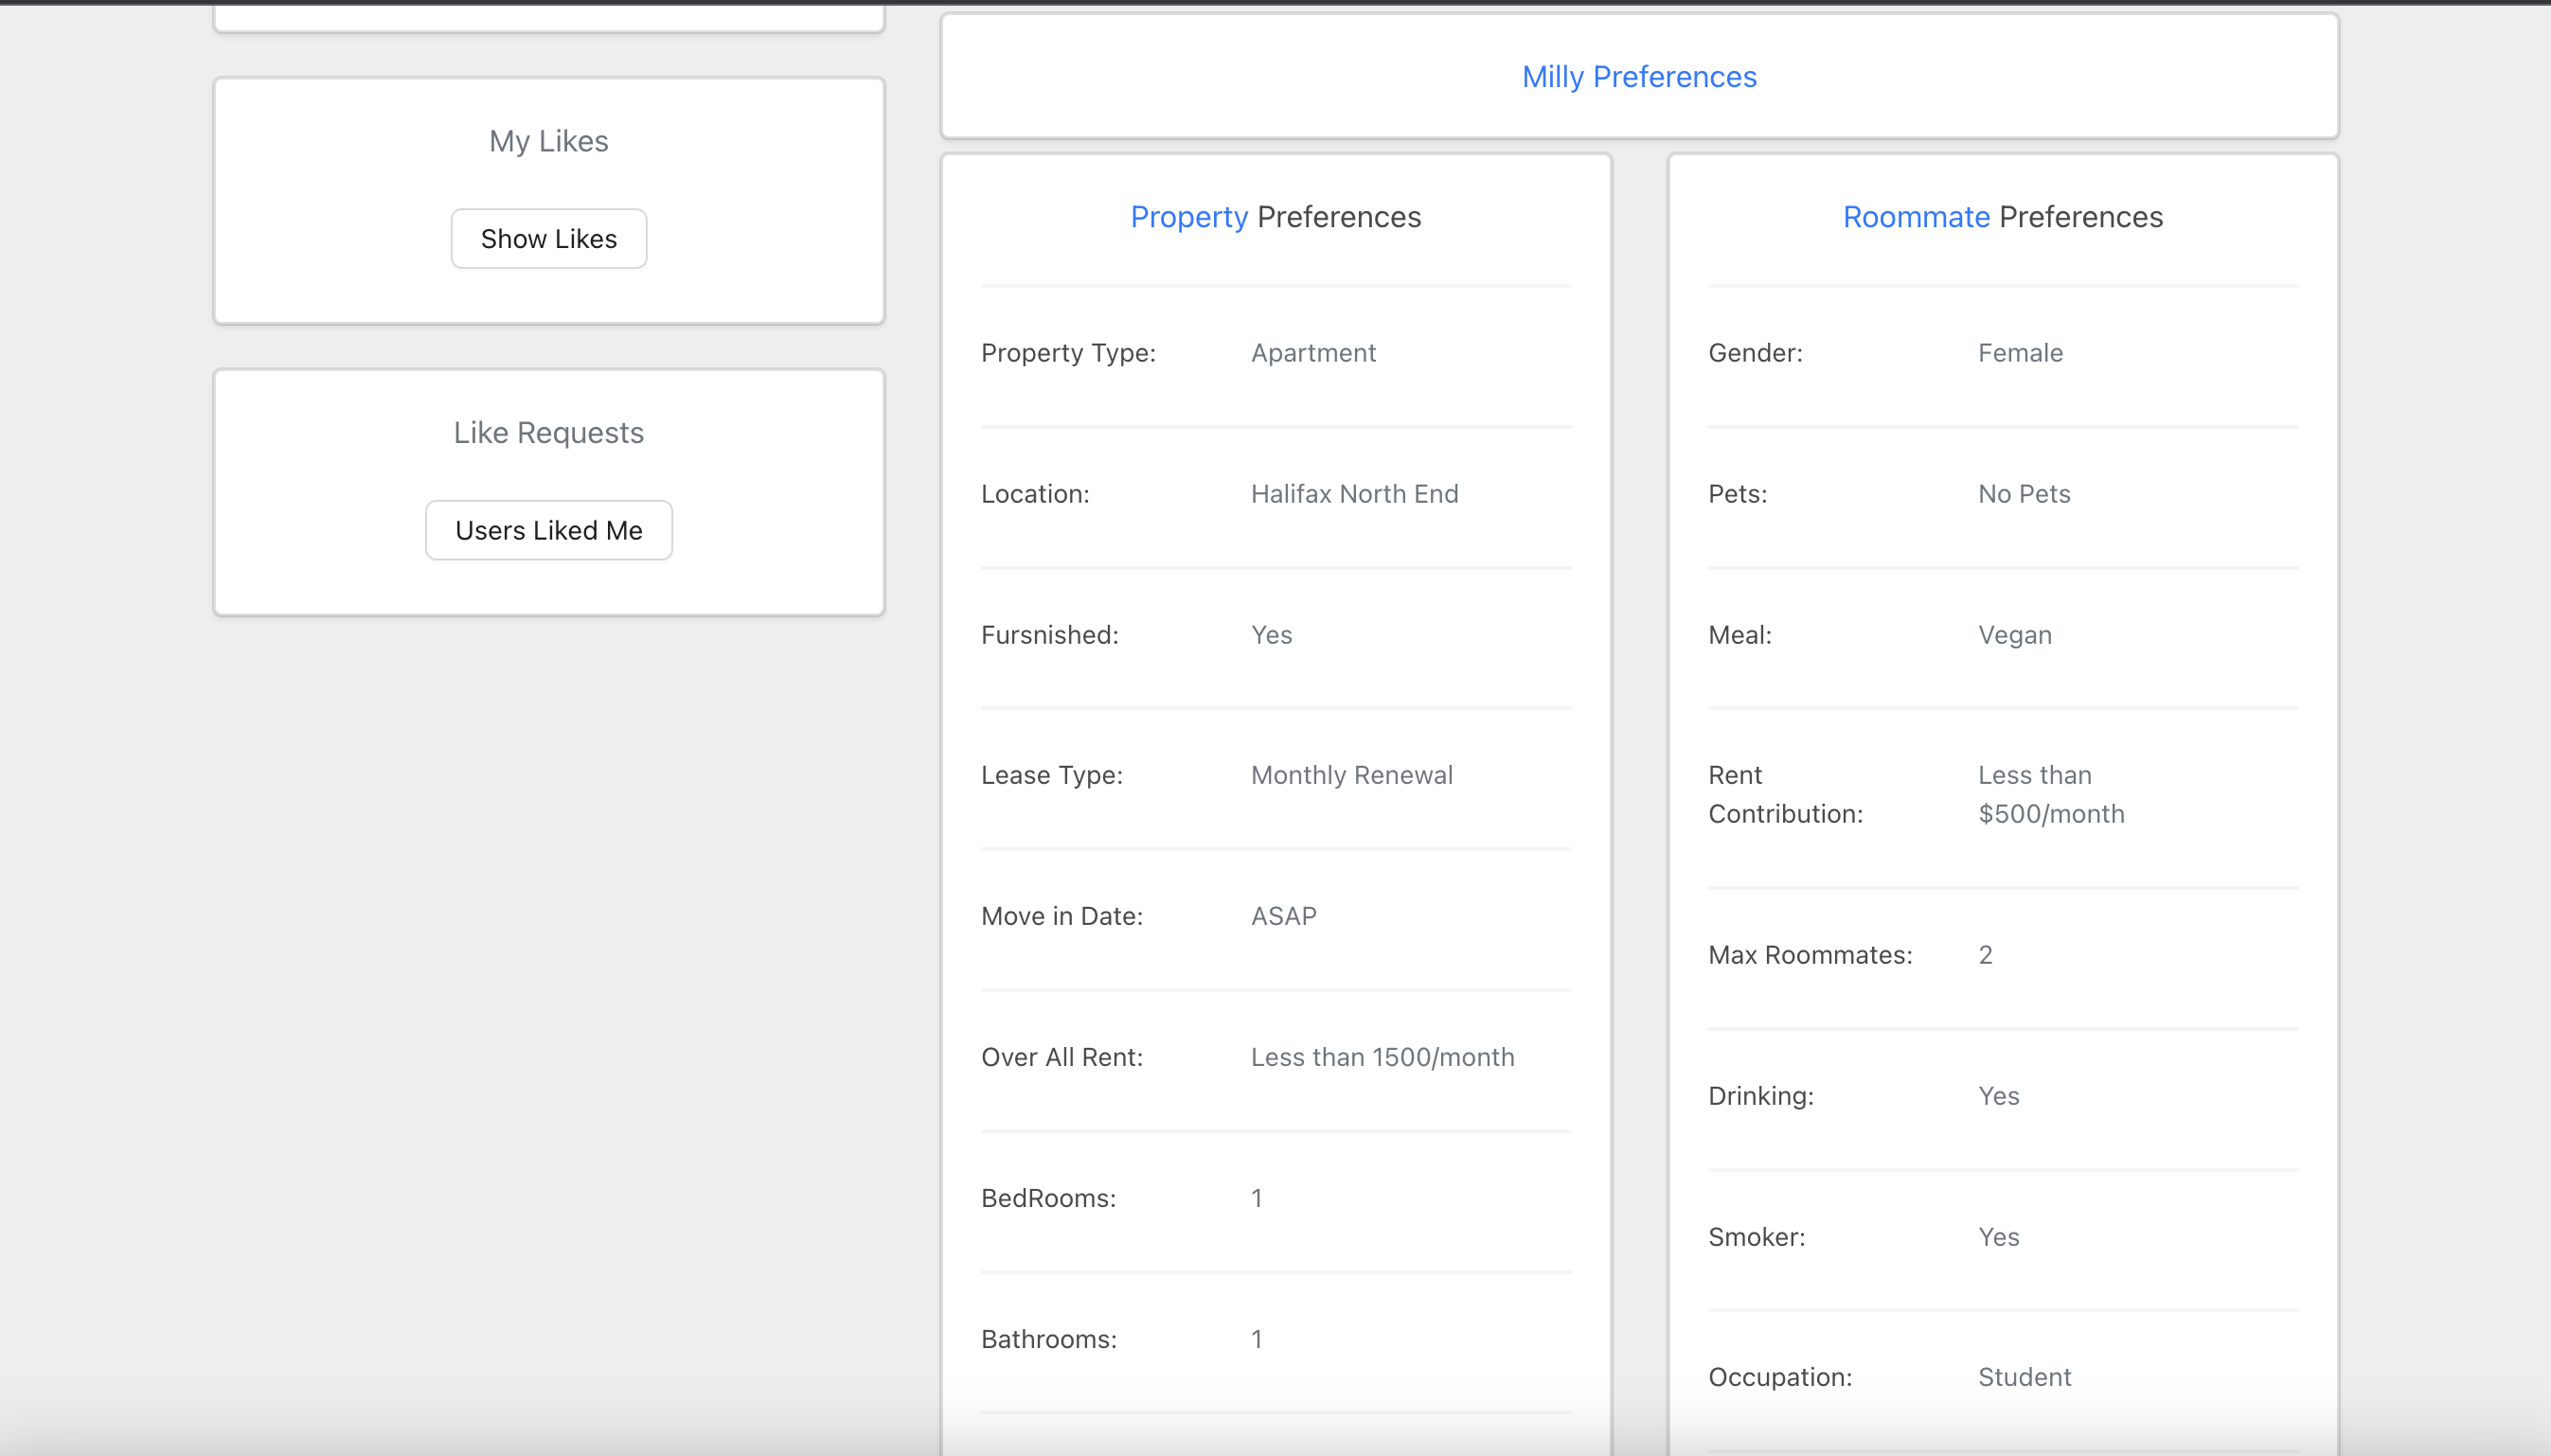 My Likes
Show Likes
Like Requests
Users Liked Me
Milly Preferences
Property Preferences
Property Type: Apartment
Location: Halifax North End
Fursnished: Yes
Lease Type: Monthly Renewal
Move in Date: ASAP
Over All Rent: Less than 1500/month
BedRooms: 1
Bathrooms: 1
Roommate Preferences
Gender: Female
Pets: No Pets
Meal: Vegan
Rent Less than
Contribution: $500/month
Max Roommates: 2
Drinking: Yes
Smoker: Yes
Occupation: Student